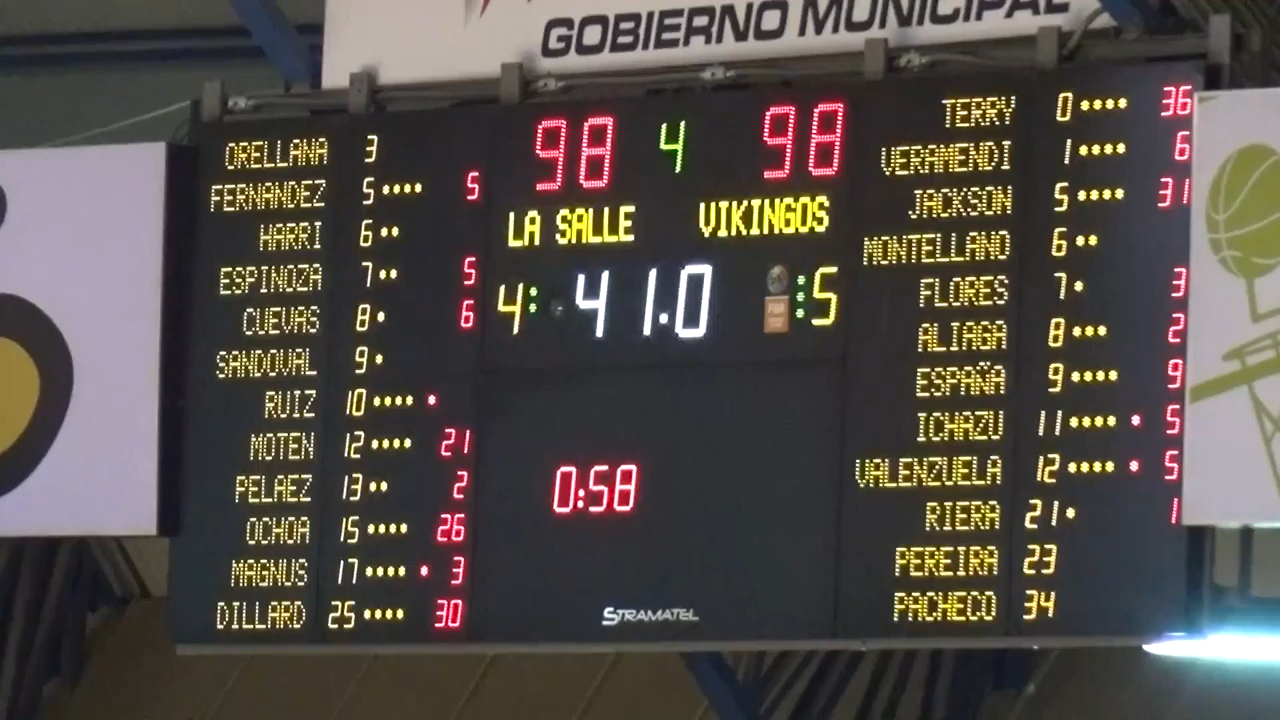 GOBIERNO MUNICIPAL
98 4 98
LA SALLE VIKINGOS
4 41.0 5
0:58
STRAMATEL
ORELLANA 3
FERNANDEZ 5 **** 5
HARRI 6 **
ESPINOZA 7 ** 5
CUEVAS 8 * 6
SANDOVAL 9 *
RUIZ 10 **** *
MOTEN 12 **** 21
PELAEZ 13 ** 2
OCHOA 15 **** 26
MAGNUS 17 **** * 3
DILLARD 25 **** 30
TERRY 0 **** 36
VERAMENDI 1 **** 6
JACKSON 5 **** 31
MONTELLANO 6 **
FLORES 7 * 3
ALIAGA 8 *** 2
ESPAÑA 9 **** 9
ICHAZU 11 **** * 5
VALENZUELA 12 **** * 5
RIERA 21 * 1
PEREIRA 23
PACHECO 34